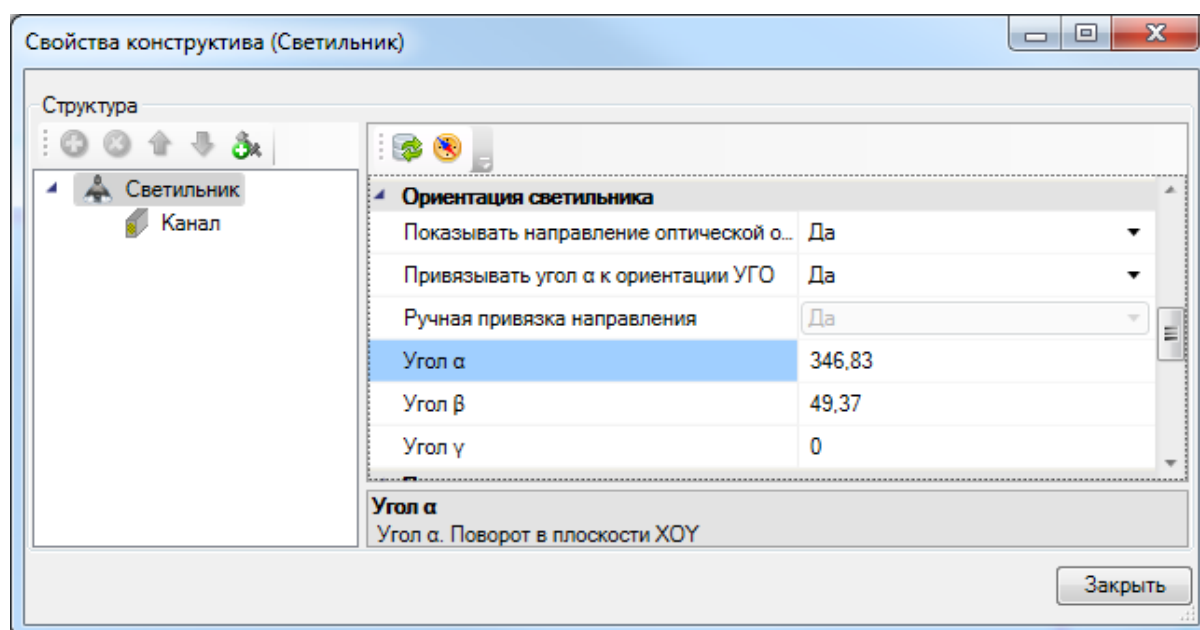 Свойства конструктива (Светильник)
Структура
Светильник
Канал
Ориентация светильника
Показывать направление оптической о... Да
Привязывать угол α к ориентации УГО Да
Ручная привязка направления Да
Угол α 346,83
Угол β 49,37
Угол γ 0
Угол α
Угол α. Поворот в плоскости XOY
Закрыть